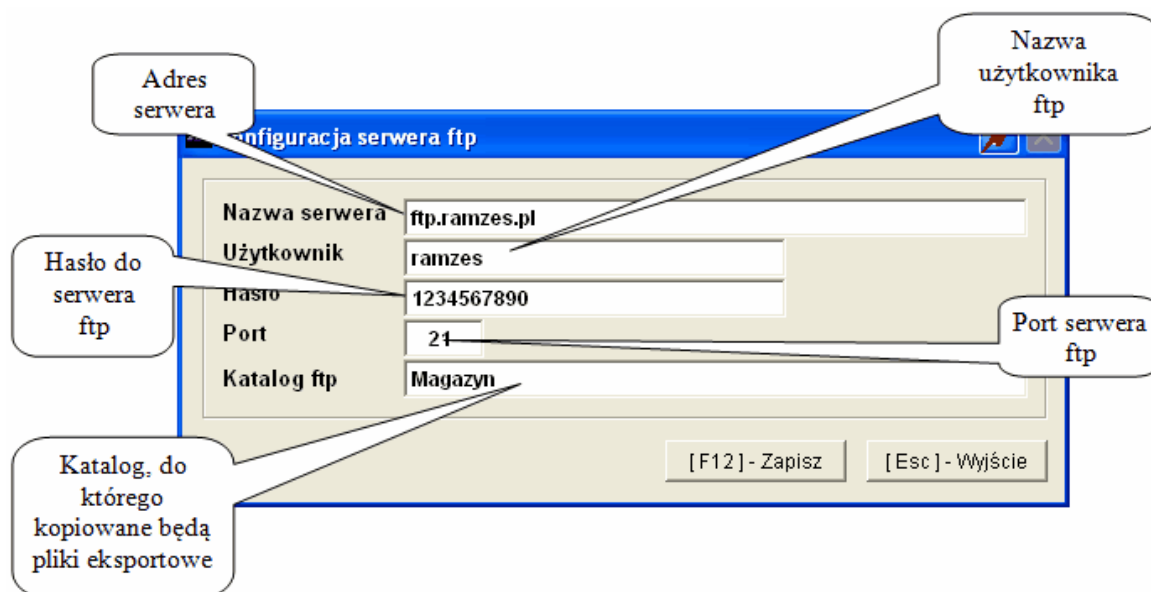 Adres
serwera
Nazwa
użytkownika
ftp
onfiguracja serwera ftp
Nazwa serwera ftp.ramzes.pl
Użytkownik ramzes
Hasło do
serwera
ftp
Hasło 1234567890
Port 21
Port serwera
ftp
Katalog ftp Magazyn
[F12] - Zapisz [Esc] - Wyjście
Katalog, do
którego
kopiowane będą
pliki eksportowe